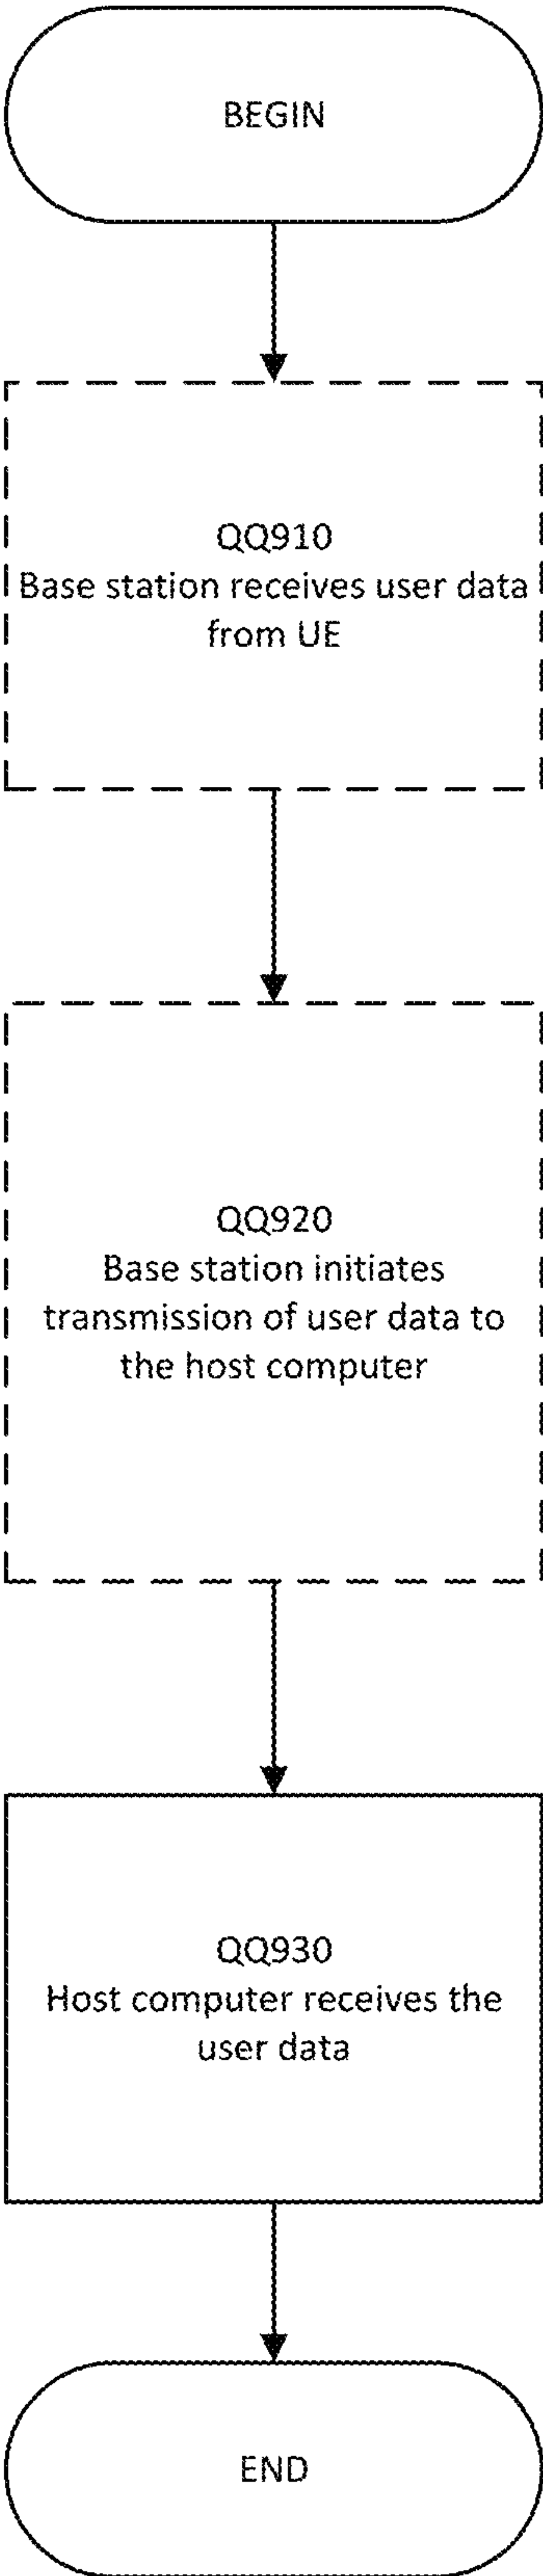 BEGIN
QQ910
Base station receives user data
from UE
QQ920
Base station initiates
transmission of user data to
the host computer
QQ930
Host computer receives the
user data
END